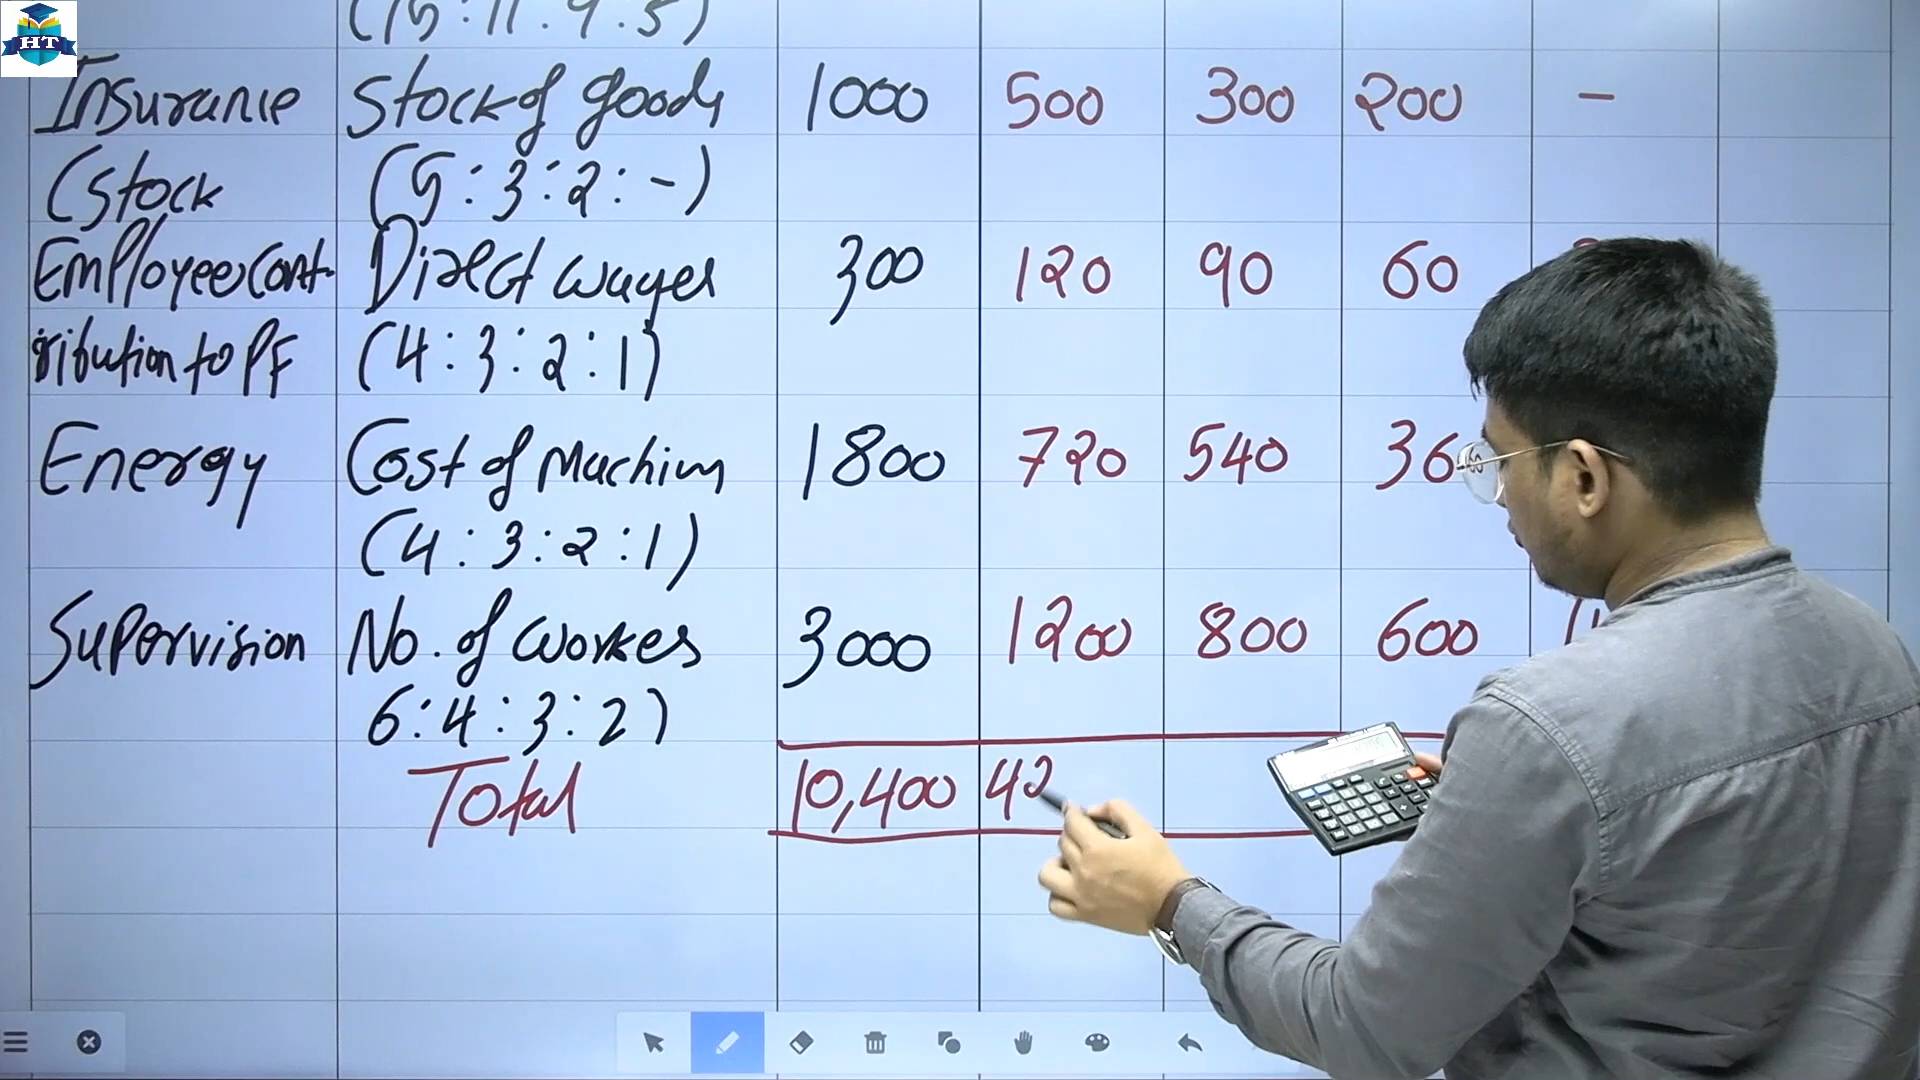 HT
Insurance Stock of goods 1000 500 300 200 -
(Stock (5:3:2:-)
Employees Cont- Direct wages 300 120 90 60
ribution to PF (4:3:2:1)
Energy Cost of Machine 1800 720 540 36
(4:3:2:1)
Supervision No. of workes 3000 1200 800 600
6:4:3:2)
Total 10,400 42